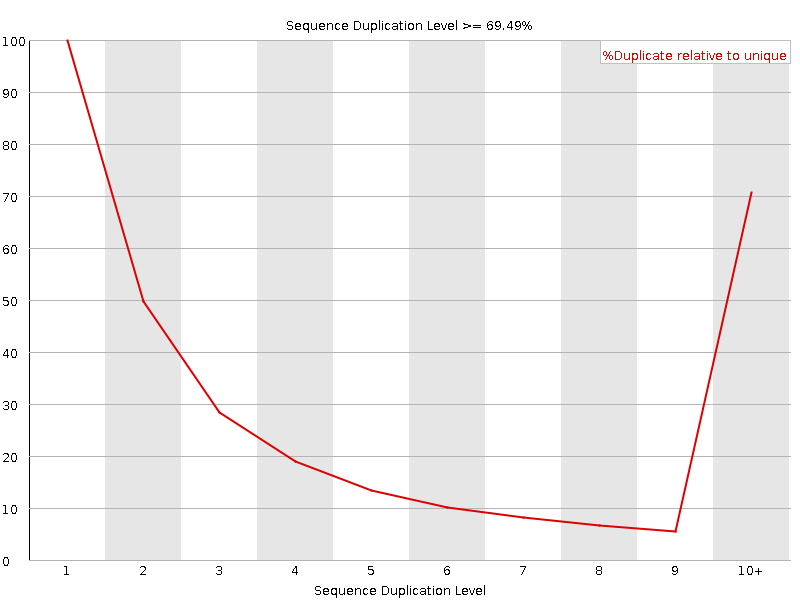 Sequence Duplication Level >= 69.49%
%Duplicate relative to unique
100
90
80
70
60
50
40
30
20
10
0
1 2 3 4 5 6 7 8 9 10+
Sequence Duplication Level